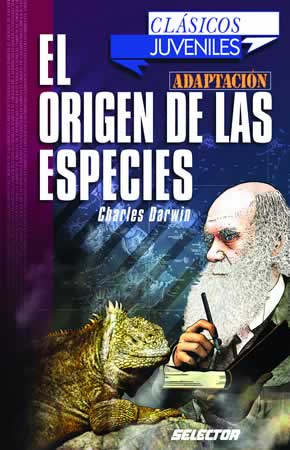 CLÁSICOS
JUVENILES
ADAPTACIÓN
EL
ORIGEN DE LAS
ESPECIES
Charles Darwin
SELECTOR